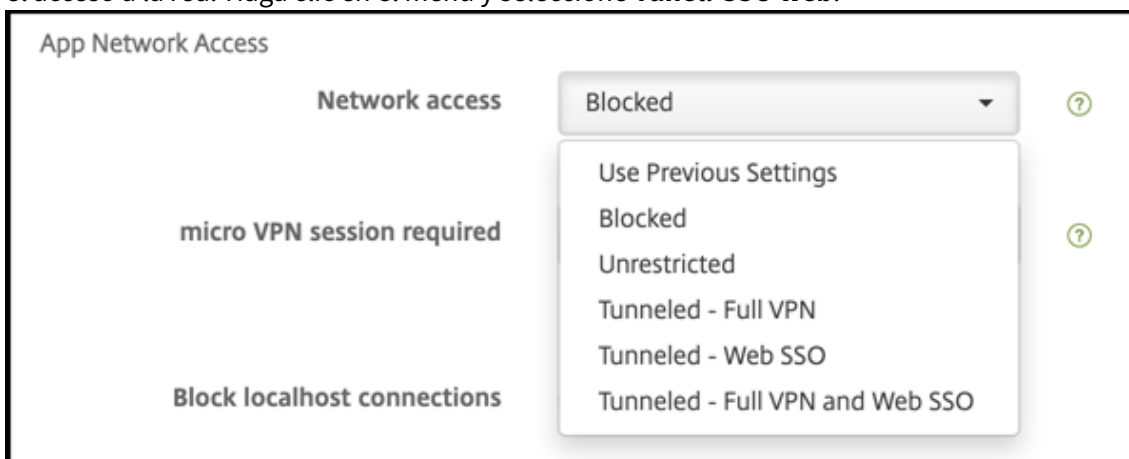 App Network Access
Network access
Blocked
Use Previous Settings
Blocked
micro VPN session required
Unrestricted
Tunneled - Full VPN
Tunneled - Web SSO
Block localhost connections
Tunneled - Full VPN and Web SSO